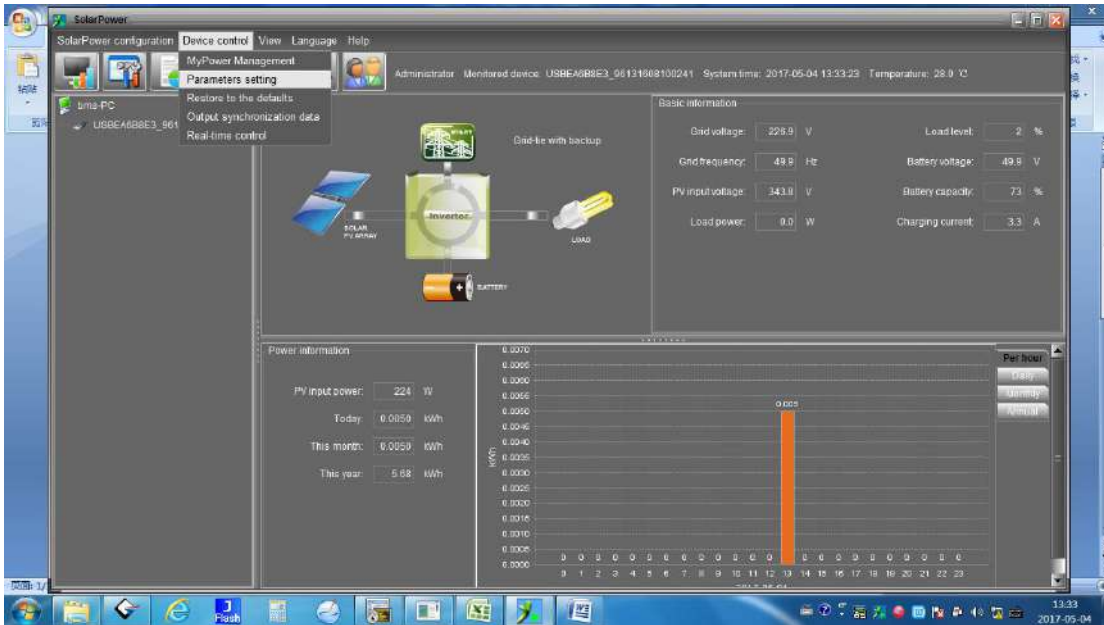 SolarPower
SolarPower configuration Device control View Language Help
MyPower Management
Parameters setting
Restore to the defaults
Output synchronization data
Real-time control
Administrator Monitored device: USBEA6B8E3_96131608100241 System time: 2017-05-04 13:33:23 Temperature: 28.0 °C
bms-PC
USBEA6B8E3_961
Grid-tie with backup
Inverter
SOLAR
PV ARRAY
LOAD
BATTERY
Basic information
Grid voltage: 226.9 V
Load level: 2 %
Grid frequency: 49.9 Hz
Battery voltage: 49.9 V
PV input voltage: 343.8 V
Battery capacity: 73 %
Load power: 0.0 W
Charging current: 3.3 A
Power information
PV input power: 224 W
Today: 0.0050 kWh
This month: 0.0050 kWh
This year: 5.68 kWh
kWh
0.0070
0.0065
0.0060
0.0055
0.0050
0.0045
0.0040
0.0035
0.0030
0.0025
0.0020
0.0015
0.0010
0.0005
0.0000
0.005
0 0 0 0 0 0 0 0 0 0 0 0 0 0 0 0 0 0 0 0 0 0 0
0 1 2 3 4 5 6 7 8 9 10 11 12 13 14 15 16 17 18 19 20 21 22 23
Per hour
Daily
Monthly
Annual
粘贴
J
Flash
13:33
2017-05-04